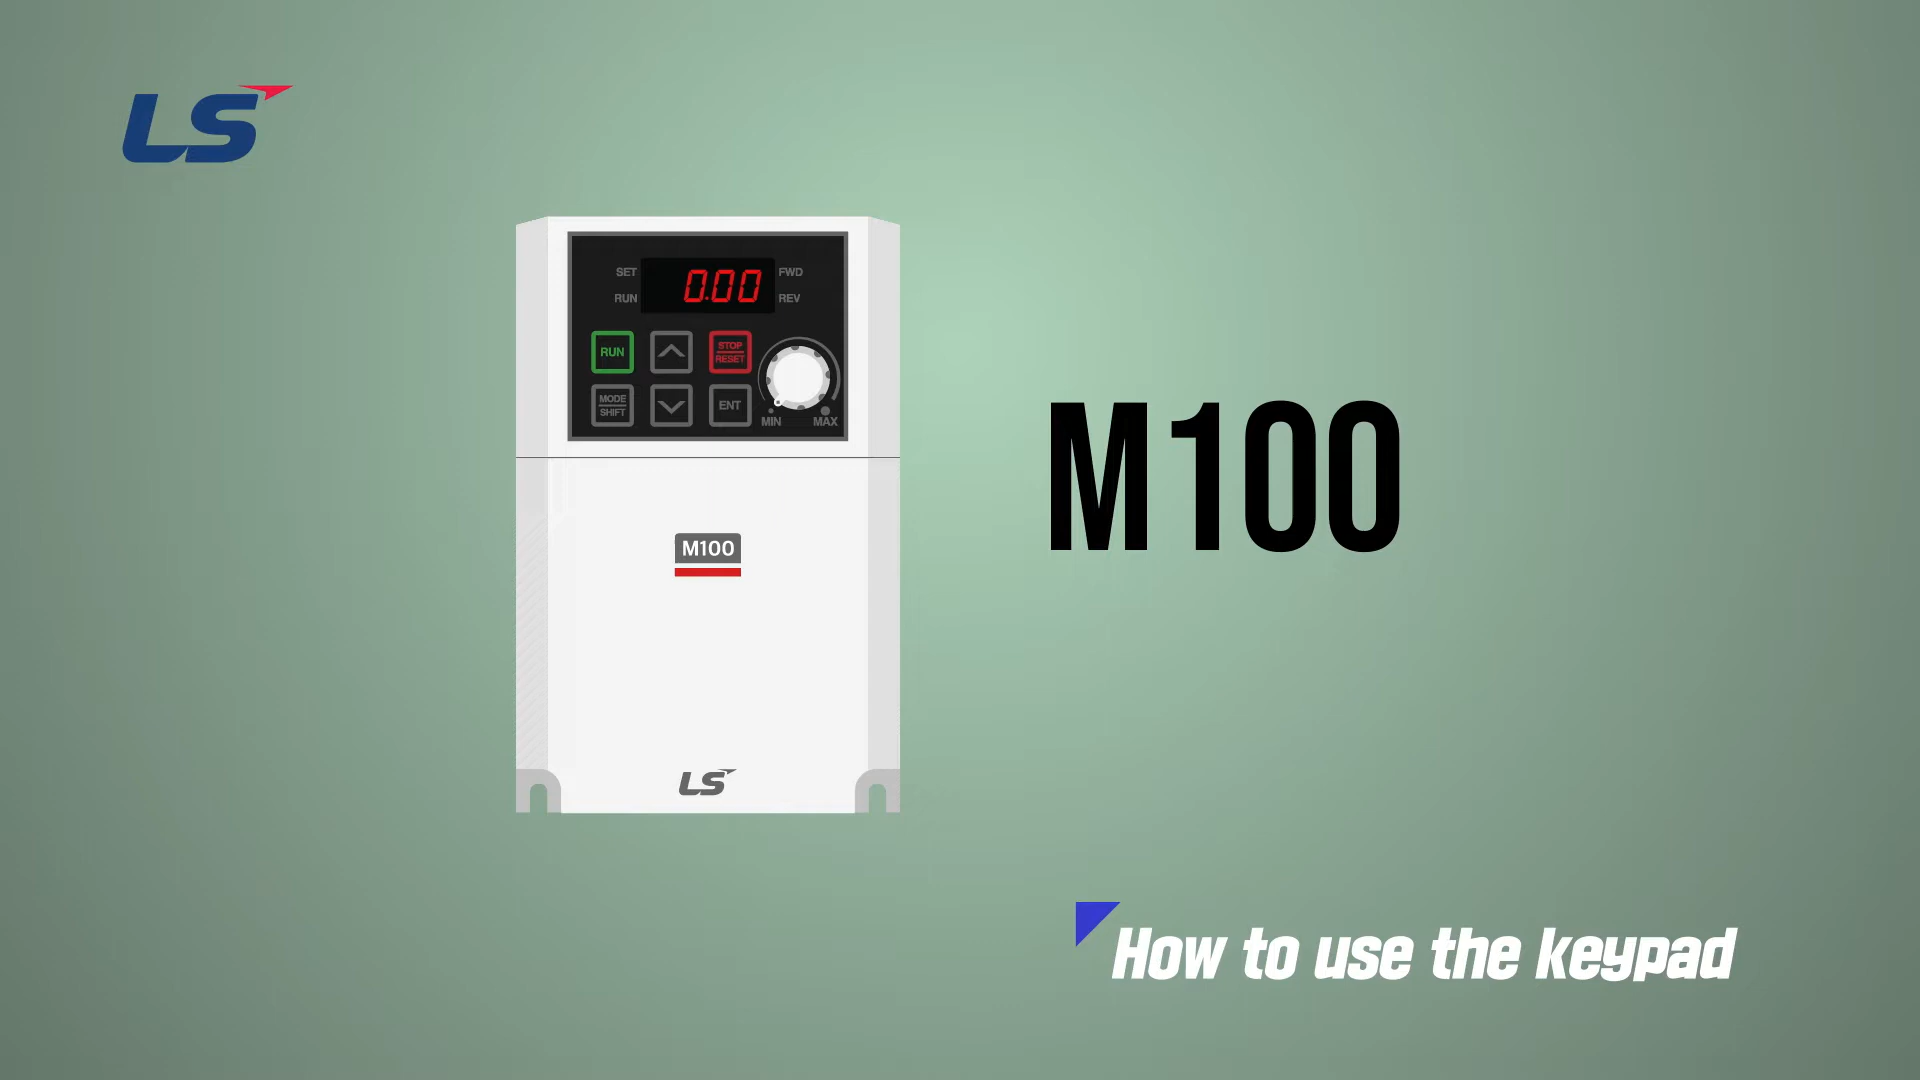 LS
SET
0.00
FWD
RUN
REV
RUN
STOP
RESET
MODE
SHIFT
ENT
MIN
MAX
M100
LS
M100
How to use the keypad